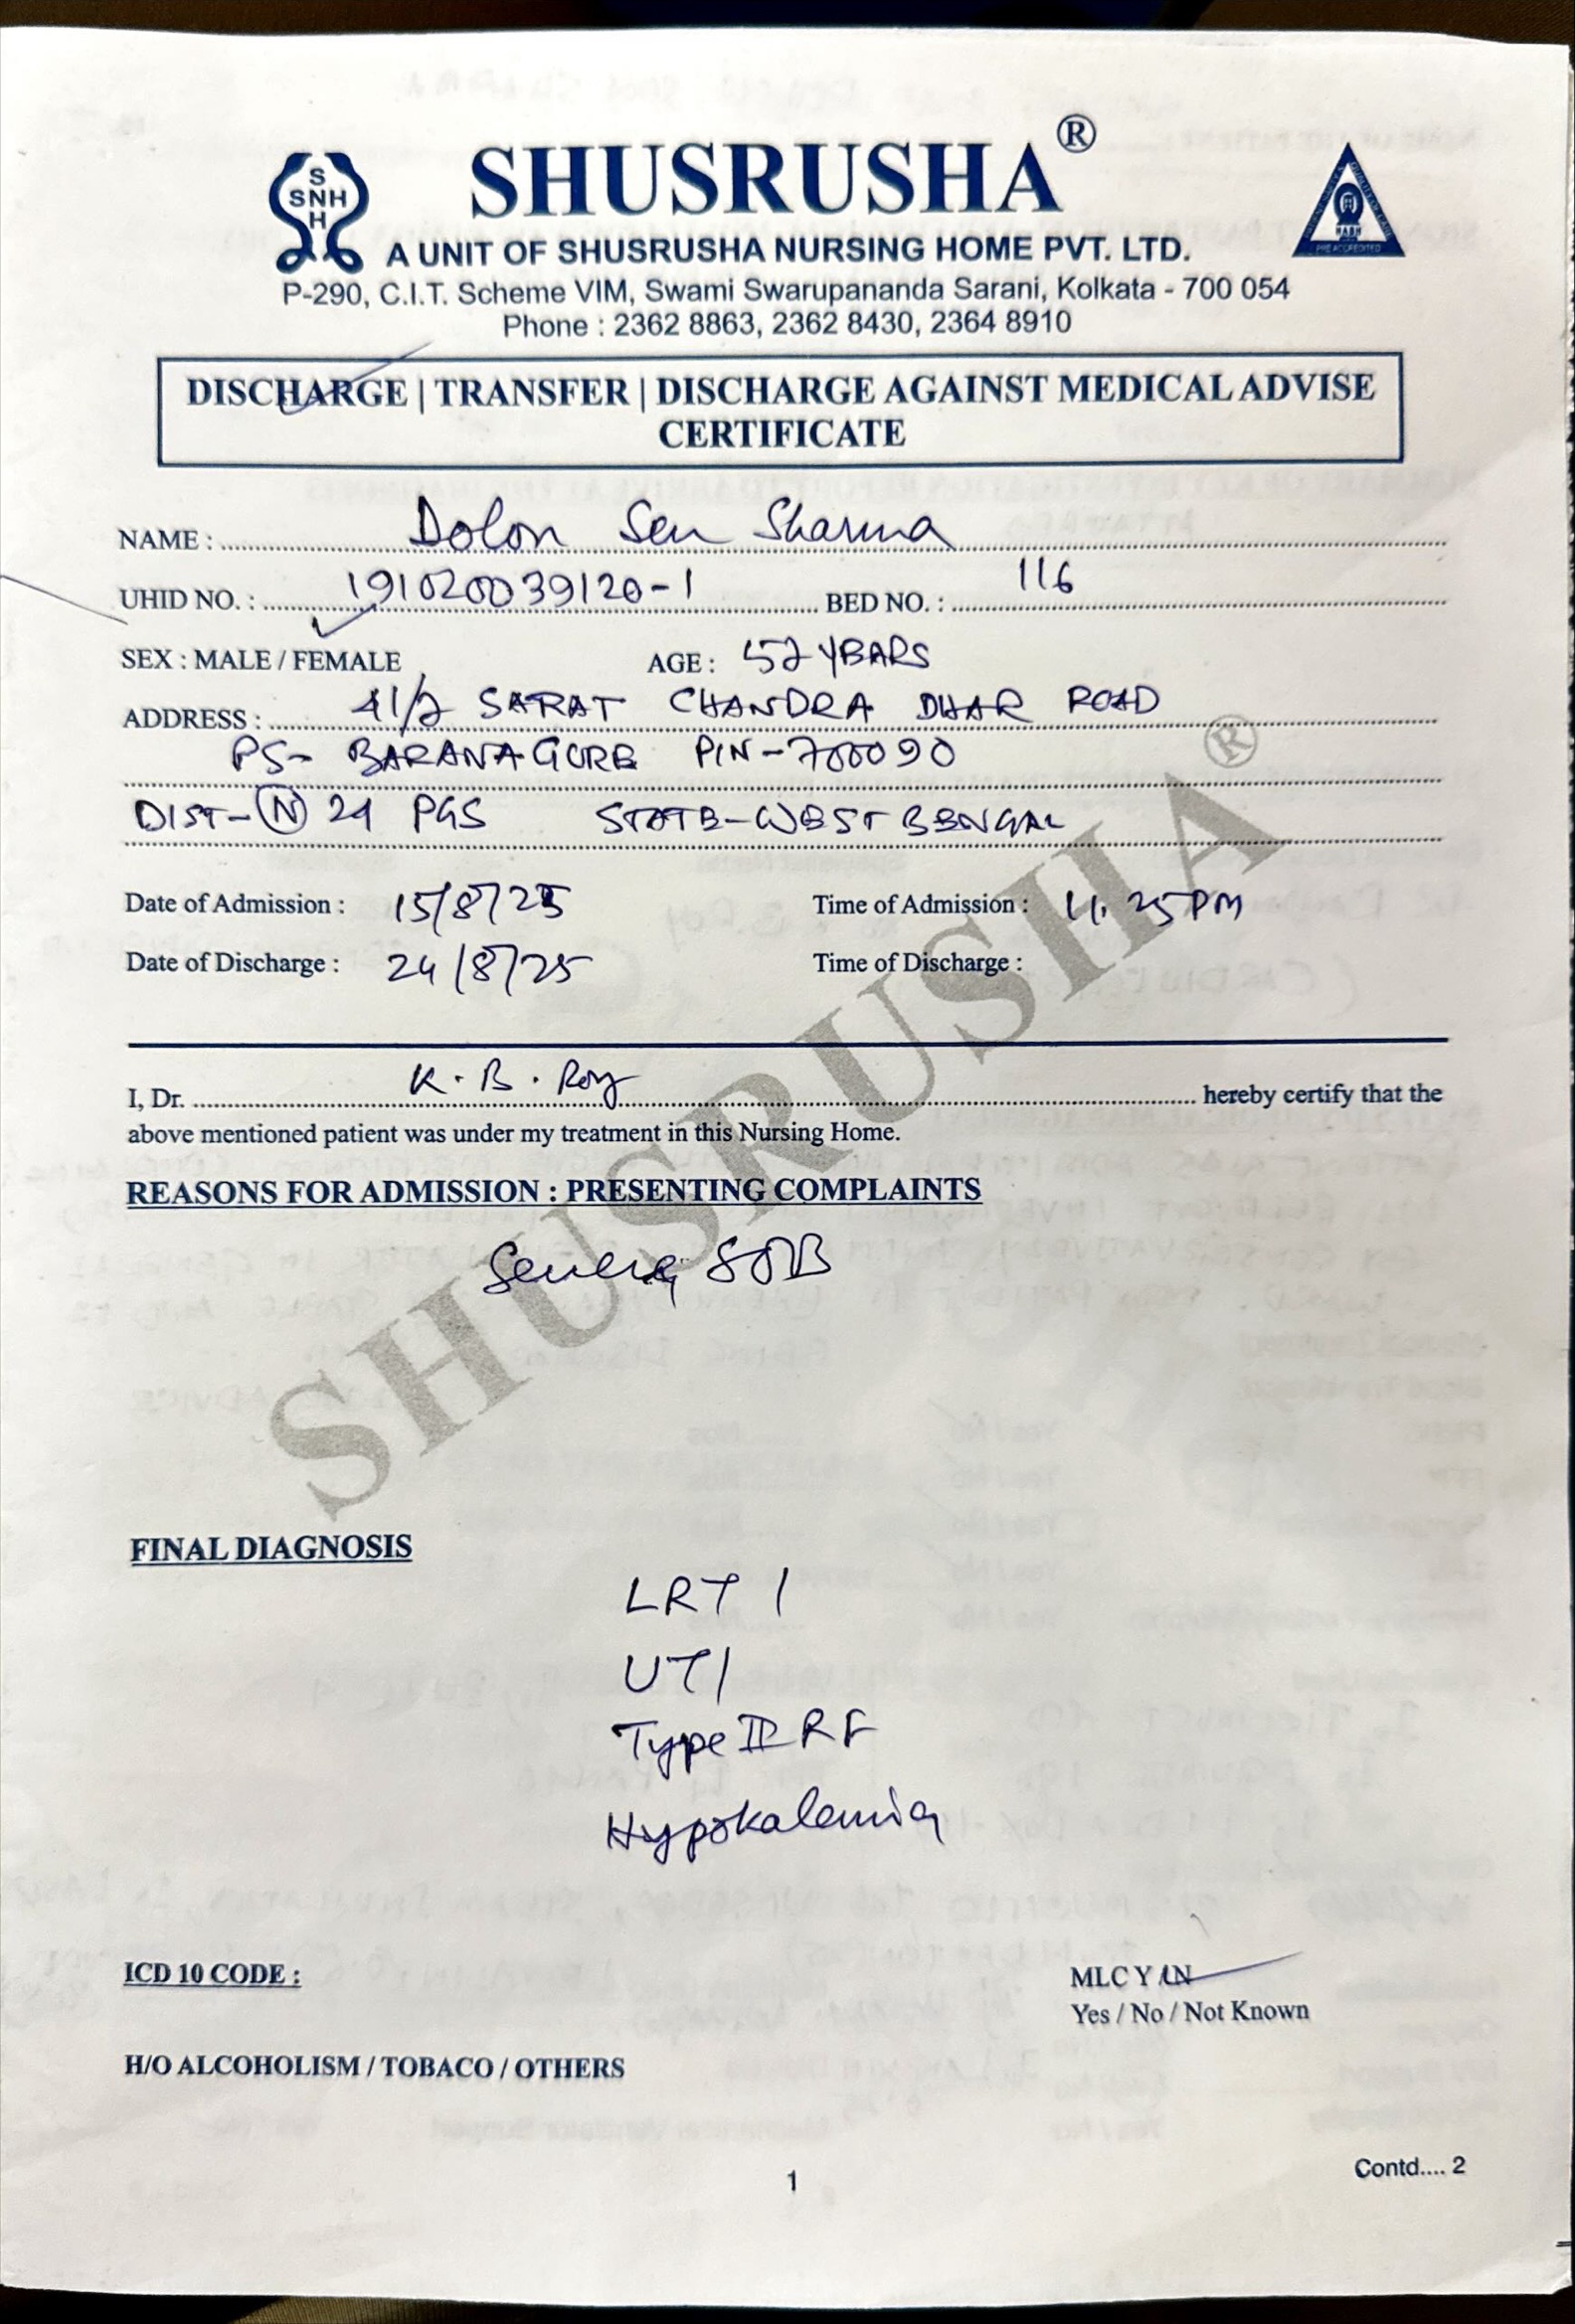 SHUSRUSHA®
S
SNH
H
A UNIT OF SHUSRUSHA NURSING HOME PVT. LTD.
P-290, C.I.T. Scheme VIM, Swami Swarupananda Sarani, Kolkata - 700 054
Phone : 2362 8863, 2362 8430, 2364 8910
DISCHARGE | TRANSFER | DISCHARGE AGAINST MEDICAL ADVISE
CERTIFICATE
NAME : Dolon Sen Sharma
UHID NO. : 191020039120-1 BED NO. : 116
SEX : MALE / FEMALE AGE : 52 YEARS
ADDRESS : 41/2 SARAT CHANDRA DHAR ROAD
PS- BARANAGORE PIN-700090
DIST- (N) 24 PGS STATE-WEST BENGAL
Date of Admission : 15/8/25 Time of Admission : 11.25PM
Date of Discharge : 24/8/25 Time of Discharge :
I, Dr. K. B. Roy hereby certify that the
above mentioned patient was under my treatment in this Nursing Home.
REASONS FOR ADMISSION : PRESENTING COMPLAINTS
Severe SOB
SHUSRUSHA®
FINAL DIAGNOSIS
LRTI
UTI
Type II RF
Hypokalemia
ICD 10 CODE :
MLC Y / N
Yes / No / Not Known
H/O ALCOHOLISM / TOBACO / OTHERS
1
Contd.... 2